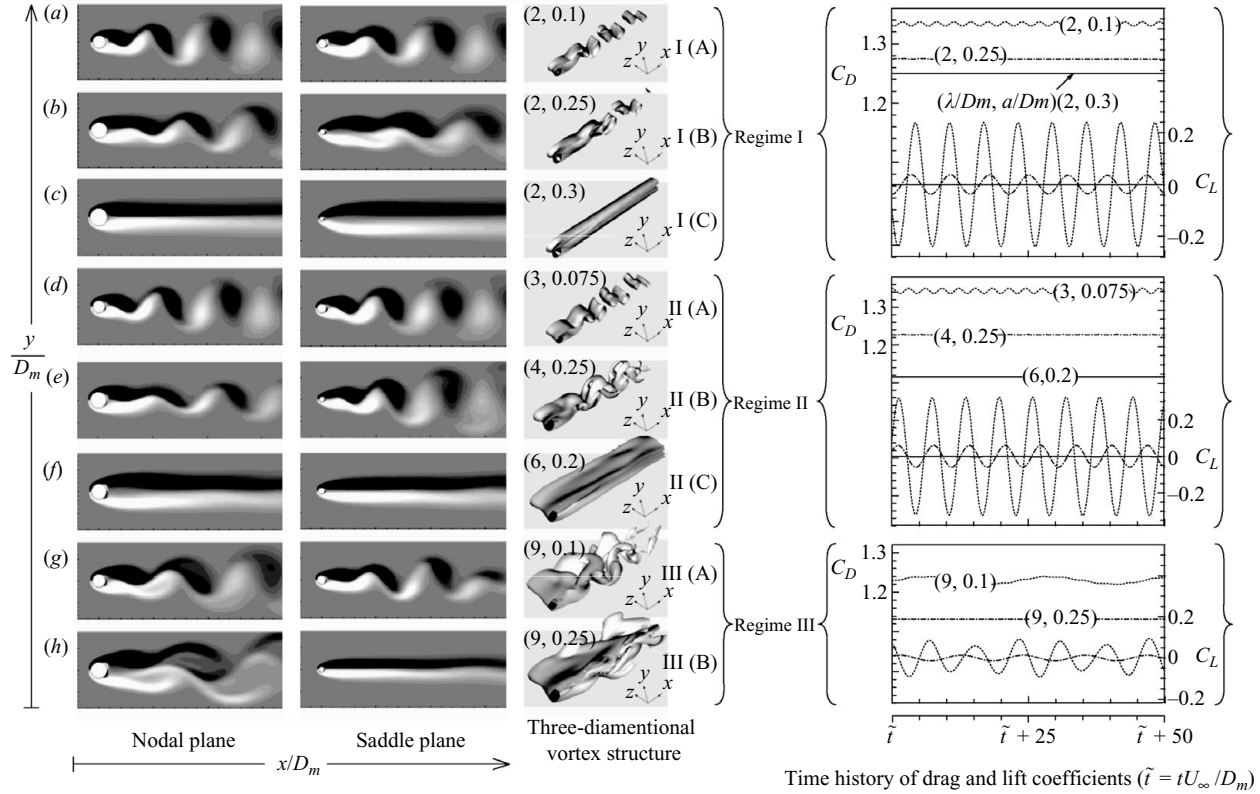 y
D_m
(a)
(2, 0.1)
y
z
x
I (A)
(b)
(2, 0.25)
y
z
x
I (B)
(c)
(2, 0.3)
y
z
x
I (C)
Regime I
(d)
(3, 0.075)
y
z
x
II (A)
(e)
(4, 0.25)
y
z
x
II (B)
(f)
(6, 0.2)
y
z
x
II (C)
Regime II
(g)
(9, 0.1)
y
z
x
III (A)
(h)
(9, 0.25)
y
z
x
III (B)
Regime III
Nodal plane
Saddle plane
Three-diamentional
vortex structure
x/D_m
1.3
(2, 0.1)
C_D
(2, 0.25)
1.2
(λ/Dm, a/Dm)(2, 0.3)
0.2
0
C_L
–0.2
1.3
(3, 0.075)
C_D
1.2
(4, 0.25)
(6,0.2)
0.2
0
C_L
–0.2
1.3
C_D
(9, 0.1)
1.2
(9, 0.25)
0.2
0
C_L
–0.2
t̃
t̃ + 25
t̃ + 50
Time history of drag and lift coefficients (t̃ = tU_∞ /D_m)